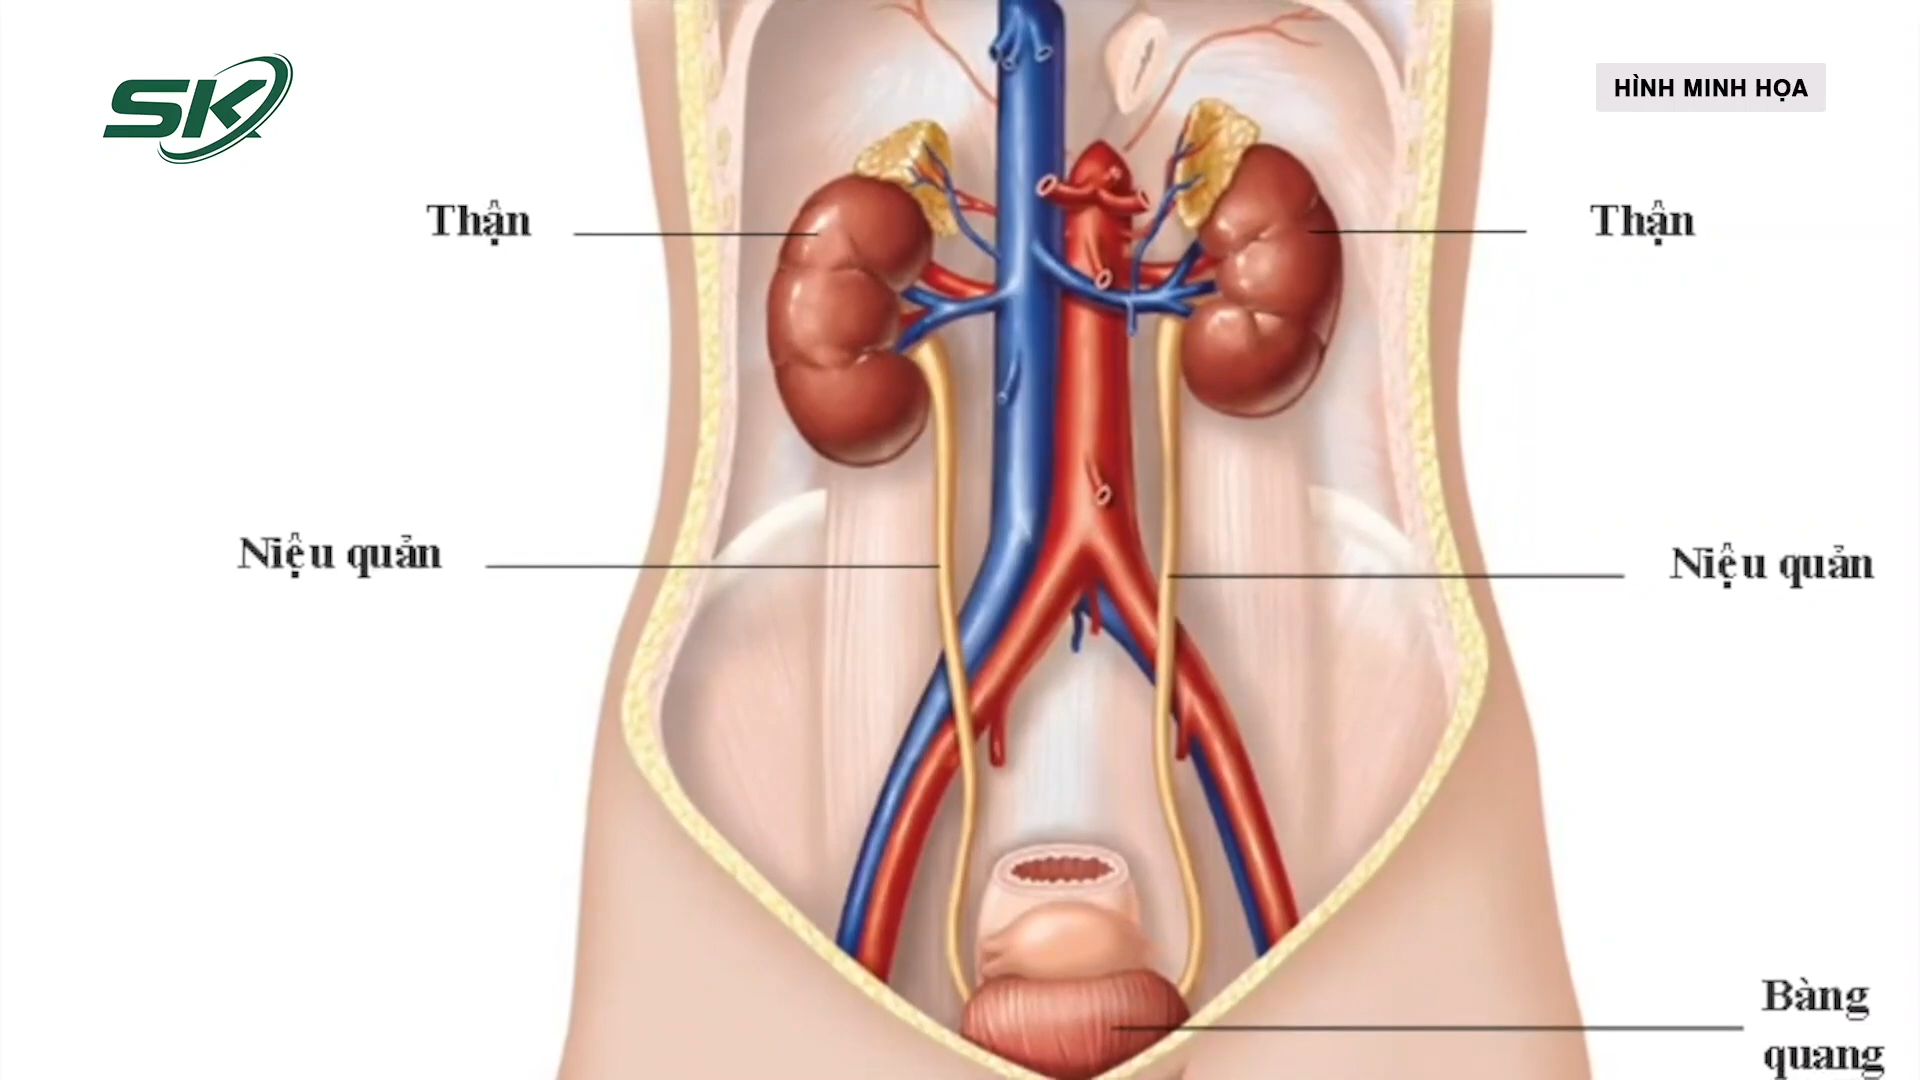 SK
HÌNH MINH HỌA
Thận
Thận
Niệu quản
Niệu quản
Bàng
quang